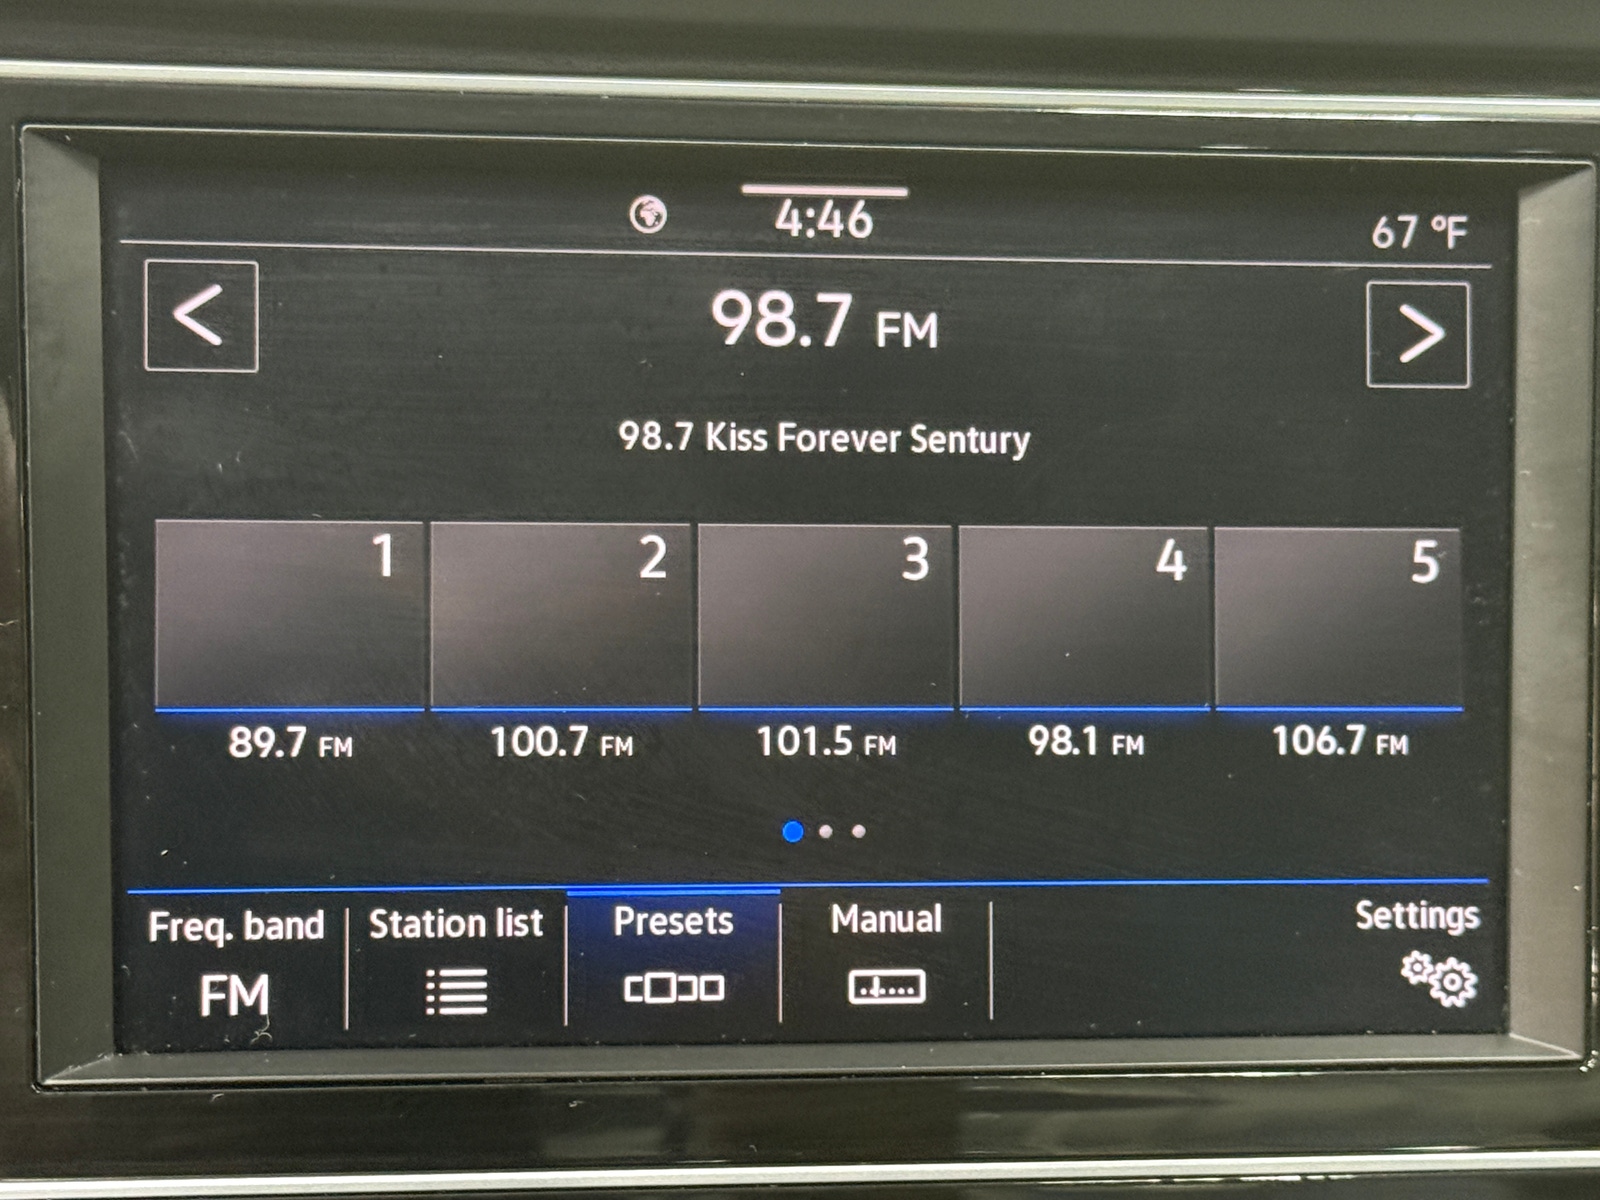 4:46
67 °F
98.7 FM
98.7 Kiss Forever Sentury
1 2 3 4 5
89.7 FM 100.7 FM 101.5 FM 98.1 FM 106.7 FM
Freq. band Station list Presets Manual Settings
FM